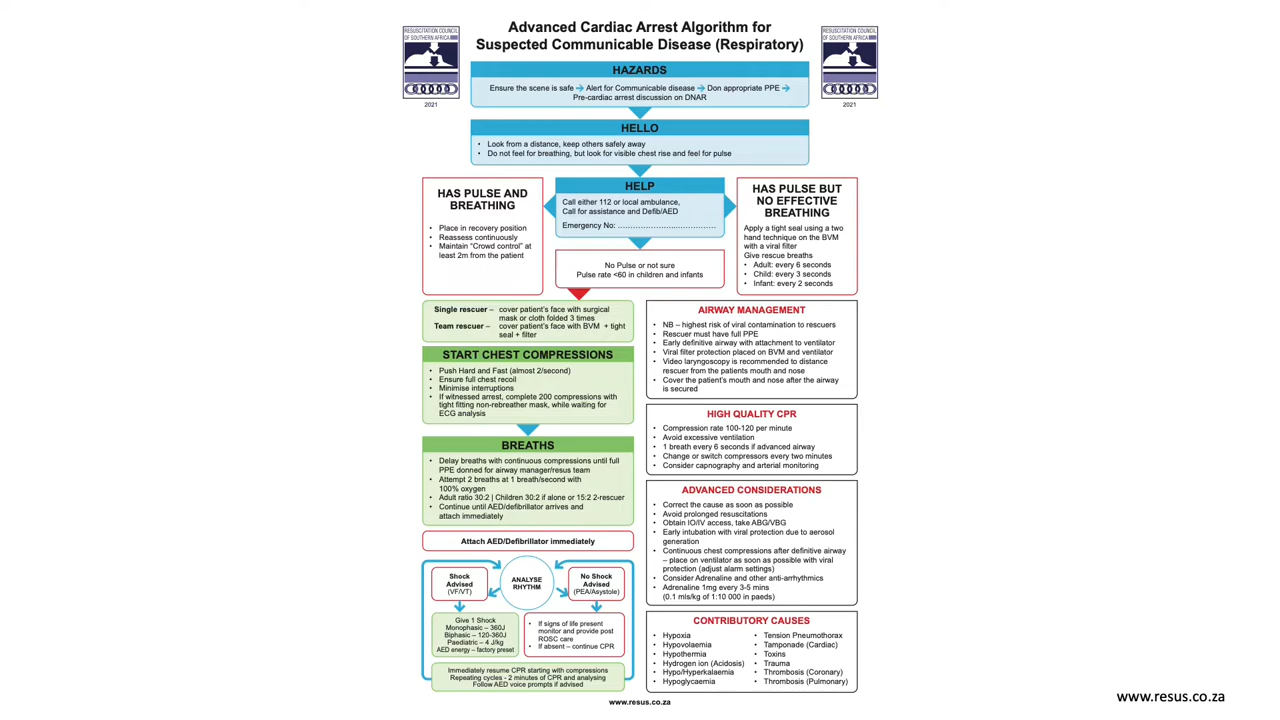 Advanced Cardiac Arrest Algorithm for
Suspected Communicable Disease (Respiratory)
RESUSCITATION COUNCIL
OF SOUTHERN AFRICA
2021
RESUSCITATION COUNCIL
OF SOUTHERN AFRICA
2021
HAZARDS
Ensure the scene is safe → Alert for Communicable disease → Don appropriate PPE →
Pre-cardiac arrest discussion on DNAR
HELLO
• Look from a distance, keep others safely away
• Do not feel for breathing, but look for visible chest rise and feel for pulse
HAS PULSE AND
BREATHING
• Place in recovery position
• Reassess continuously
• Maintain “Crowd control” at
least 2m from the patient
HELP
Call either 112 or local ambulance,
Call for assistance and Defib/AED
Emergency No: ……………………………
HAS PULSE BUT
NO EFFECTIVE
BREATHING
Apply a tight seal using a two
hand technique on the BVM
with a viral filter
Give rescue breaths
• Adult: every 6 seconds
• Child: every 3 seconds
• Infant: every 2 seconds
No Pulse or not sure
Pulse rate <60 in children and infants
Single rescuer – cover patient’s face with surgical
mask or cloth folded 3 times
Team rescuer – cover patient’s face with BVM + tight
seal + filter
START CHEST COMPRESSIONS
• Push Hard and Fast (almost 2/second)
• Ensure full chest recoil
• Minimise interruptions
• If witnessed arrest, complete 200 compressions with
tight fitting non-rebreather mask, while waiting for
ECG analysis
BREATHS
• Delay breaths with continuous compressions until full
PPE donned for airway manager/resus team
• Attempt 2 breaths at 1 breath/second with
100% oxygen
• Adult ratio 30:2 | Children 30:2 if alone or 15:2 2-rescuer
• Continue until AED/defibrillator arrives and
attach immediately
Attach AED/Defibrillator immediately
Shock
Advised
(VF/VT)
ANALYSE
RHYTHM
No Shock
Advised
(PEA/Asystole)
Give 1 Shock
Monophasic – 360J
Biphasic – 120-360J
Paediatric – 4 J/kg
AED energy – factory preset
• If signs of life present
monitor and provide post
ROSC care
• If absent – continue CPR
Immediately resume CPR starting with compressions
Repeating cycles - 2 minutes of CPR and analysing
Follow AED voice prompts if advised
AIRWAY MANAGEMENT
• NB – highest risk of viral contamination to rescuers
• Rescuer must have full PPE
• Early definitive airway with attachment to ventilator
• Viral filter protection placed on BVM and ventilator
• Video laryngoscopy is recommended to distance
rescuer from the patients mouth and nose
• Cover the patient’s mouth and nose after the airway
is secured
HIGH QUALITY CPR
• Compression rate 100-120 per minute
• Avoid excessive ventilation
• 1 breath every 6 seconds if advanced airway
• Change or switch compressors every two minutes
• Consider capnography and arterial monitoring
ADVANCED CONSIDERATIONS
• Correct the cause as soon as possible
• Avoid prolonged resuscitations
• Obtain IO/IV access, take ABG/VBG
• Early intubation with viral protection due to aerosol
generation
• Continuous chest compressions after definitive airway
– place on ventilator as soon as possible with viral
protection (adjust alarm settings)
• Consider Adrenaline and other anti-arrhythmics
• Adrenaline 1mg every 3-5 mins
(0.1 mls/kg of 1:10 000 in paeds)
CONTRIBUTORY CAUSES
• Hypoxia
• Hypovolaemia
• Hypothermia
• Hydrogen ion (Acidosis)
• Hypo/Hyperkalaemia
• Hypoglycaemia
• Tension Pneumothorax
• Tamponade (Cardiac)
• Toxins
• Trauma
• Thrombosis (Coronary)
• Thrombosis (Pulmonary)
www.resus.co.za
www.resus.co.za